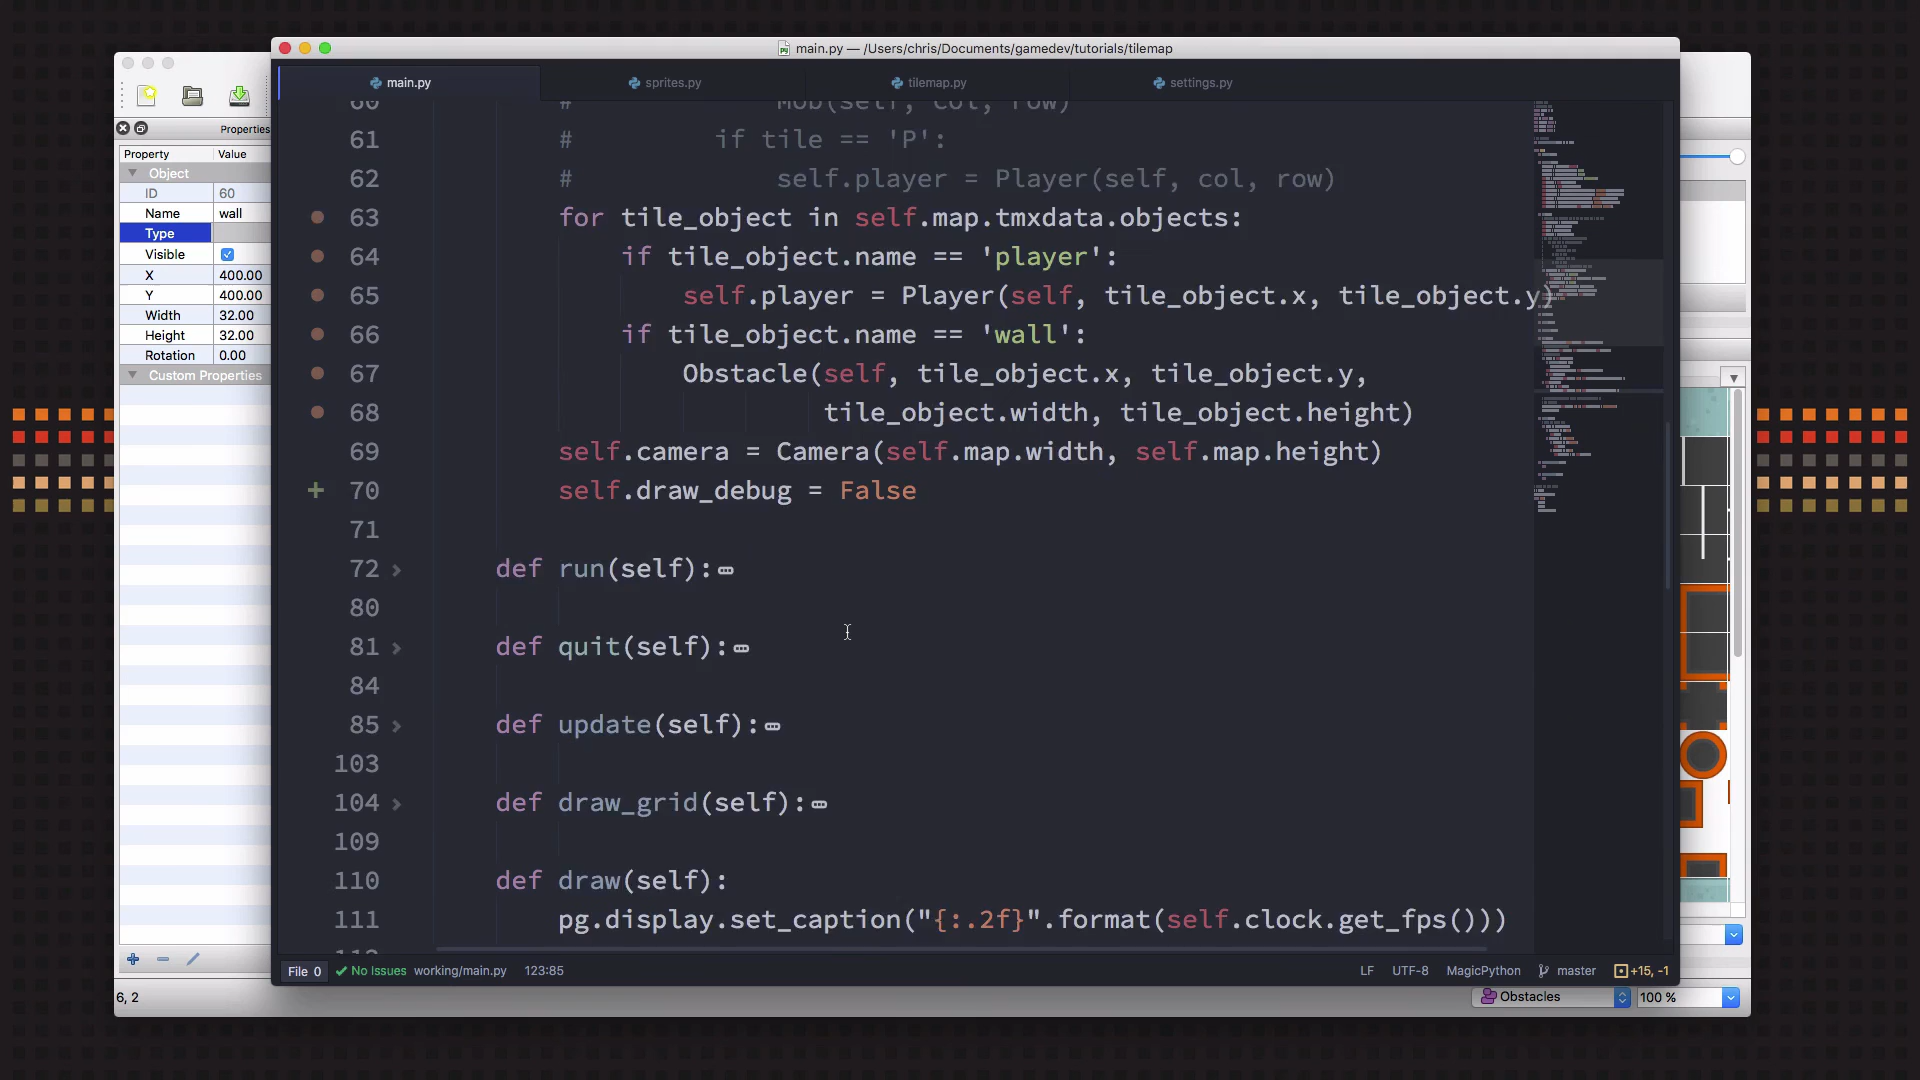 main.py — /Users/chris/Documents/gamedev/tutorials/tilemap
main.py
sprites.py
tilemap.py
settings.py
Properties
Property Value
Object
ID 60
Name wall
Type
Visible
X 400.00
Y 400.00
Width 32.00
Height 32.00
Rotation 0.00
Custom Properties
6, 2
60 # Mob(self, col, row)
61 # if tile == 'P':
62 # self.player = Player(self, col, row)
63 for tile_object in self.map.tmxdata.objects:
64 if tile_object.name == 'player':
65 self.player = Player(self, tile_object.x, tile_object.y)
66 if tile_object.name == 'wall':
67 Obstacle(self, tile_object.x, tile_object.y,
68 tile_object.width, tile_object.height)
69 self.camera = Camera(self.map.width, self.map.height)
+ 70 self.draw_debug = False
71
72 def run(self):
80
81 def quit(self):
84
85 def update(self):
103
104 def draw_grid(self):
109
110 def draw(self):
111 pg.display.set_caption("{:.2f}".format(self.clock.get_fps()))
File 0 No Issues working/main.py 123:85 LF UTF-8 MagicPython master +15, -1
Obstacles 100 %